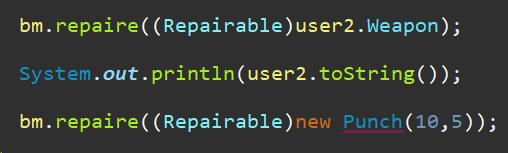 bm.repaire((Repairable)user2.Weapon);
System.out.println(user2.toString());
bm.repaire((Repairable)new Punch(10,5));